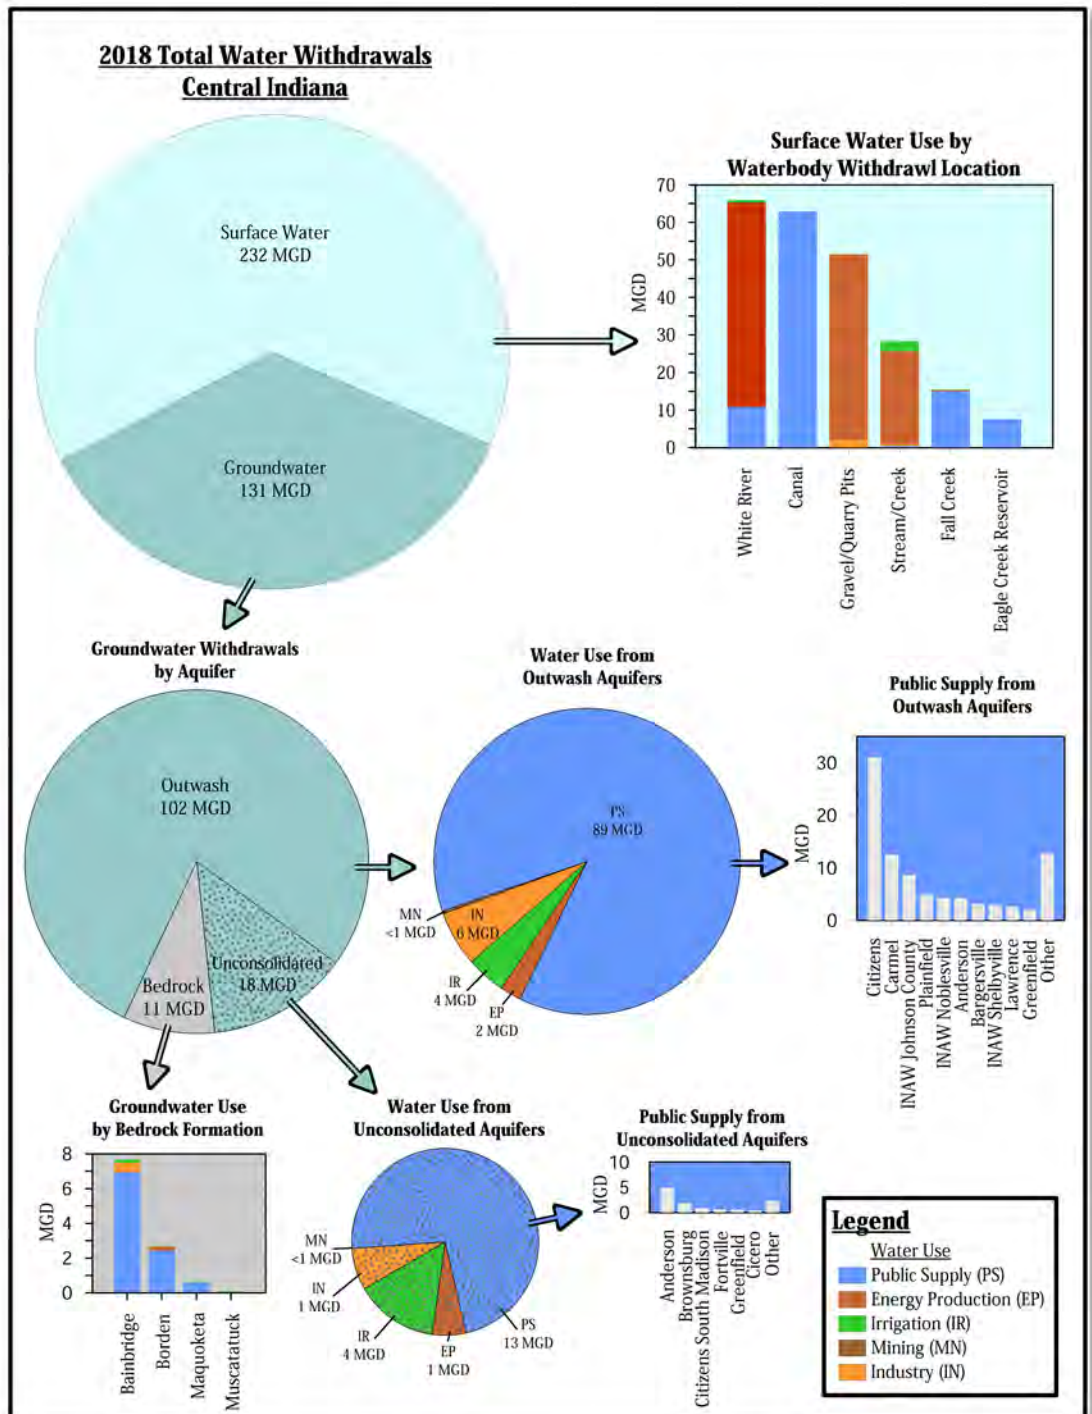 2018 Total Water Withdrawals
Central Indiana
Surface Water
232 MGD
Groundwater
131 MGD
Surface Water Use by
Waterbody Withdrawl Location
MGD
70
60
50
40
30
20
10
0
White River
Canal
Gravel/Quarry Pits
Stream/Creek
Fall Creek
Eagle Creek Reservoir
Groundwater Withdrawals
by Aquifer
Outwash
102 MGD
Unconsolidated
18 MGD
Bedrock
11 MGD
Water Use from
Outwash Aquifers
PS
89 MGD
MN
<1 MGD
IN
6 MGD
IR
4 MGD
EP
2 MGD
Public Supply from
Outwash Aquifers
MGD
30
20
10
0
Citizens
Carmel
INAW Johnson County
Plainfield
INAW Noblesville
Anderson
Bargersville
INAW Shelbyville
Lawrence
Greenfield
Other
Groundwater Use
by Bedrock Formation
MGD
8
6
4
2
0
Bainbridge
Borden
Maquoketa
Muscatatuck
Water Use from
Unconsolidated Aquifers
MN
<1 MGD
IN
1 MGD
IR
4 MGD
EP
1 MGD
PS
13 MGD
Public Supply from
Unconsolidated Aquifers
MGD
10
5
0
Anderson
Brownsburg
Citizens South Madison
Fortville
Greenfield
Cicero
Other
Legend
Water Use
Public Supply (PS)
Energy Production (EP)
Irrigation (IR)
Mining (MN)
Industry (IN)